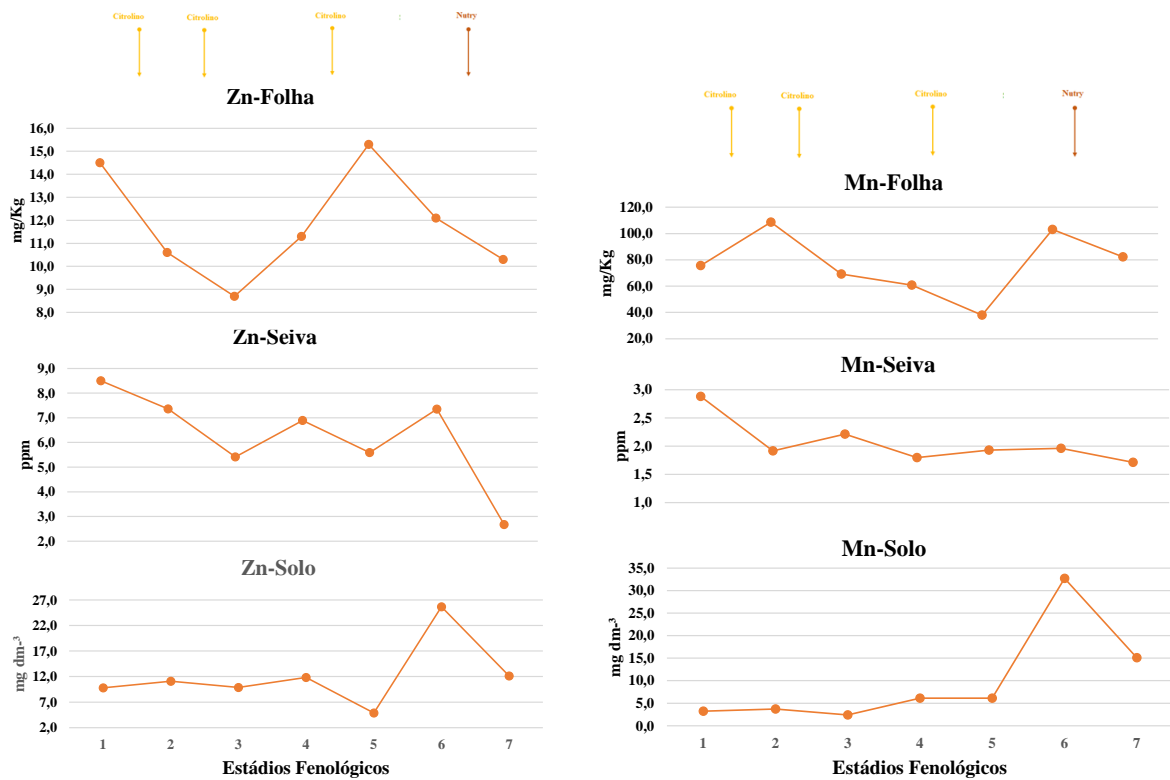 Citrolino Citrolino Citrolino : Nutry
Zn-Folha
mg/Kg
16,0
15,0
14,0
13,0
12,0
11,0
10,0
9,0
8,0
Zn-Seiva
ppm
9,0
8,0
7,0
6,0
5,0
4,0
3,0
2,0
Zn-Solo
mg dm-³
27,0
22,0
17,0
12,0
7,0
2,0
1 2 3 4 5 6 7
Estádios Fenológicos
Citrolino Citrolino Citrolino : Nutry
Mn-Folha
mg/Kg
120,0
100,0
80,0
60,0
40,0
20,0
Mn-Seiva
ppm
3,0
2,5
2,0
1,5
1,0
Mn-Solo
mg dm-³
35,0
30,0
25,0
20,0
15,0
10,0
5,0
0,0
1 2 3 4 5 6 7
Estádios Fenológicos